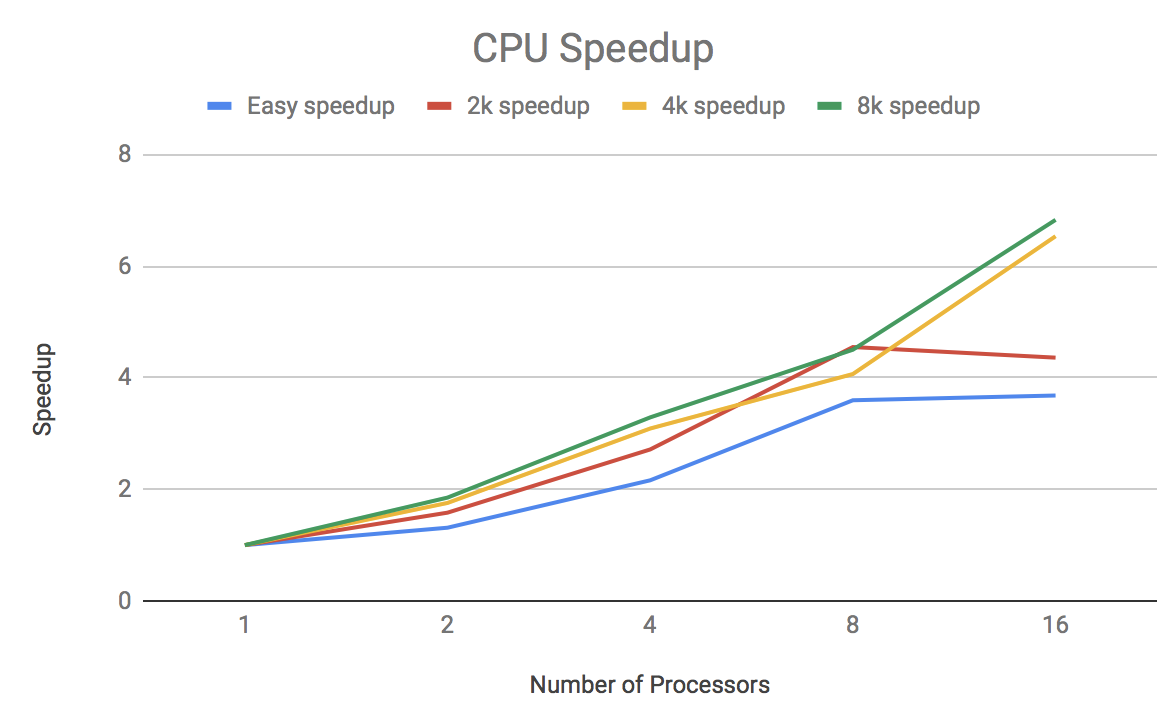 CPU Speedup
Easy speedup 2k speedup 4k speedup 8k speedup
8
6
4
2
0
Speedup
1 2 4 8 16
Number of Processors